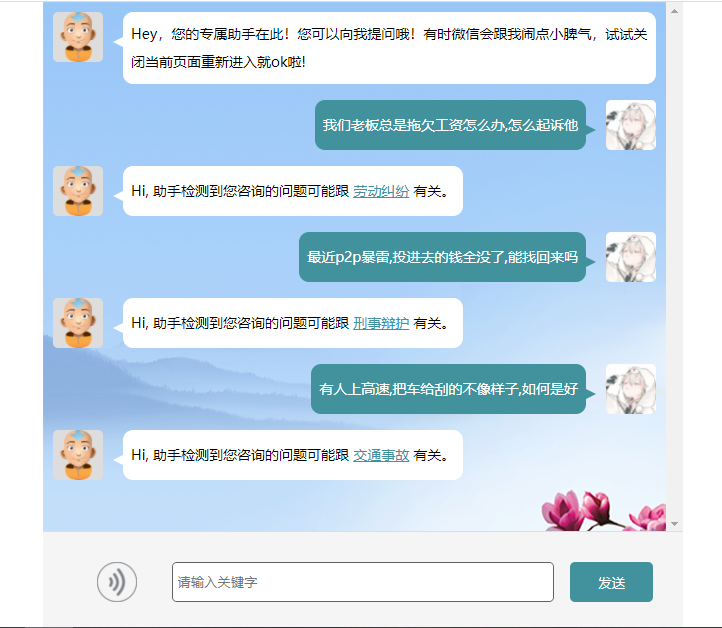 Hey，您的专属助手在此！您可以向我提问哦！有时微信会跟我闹点小脾气，试试关
闭当前页面重新进入就ok啦!
我们老板总是拖欠工资怎么办,怎么起诉他
Hi, 助手检测到您咨询的问题可能跟 劳动纠纷 有关。
最近p2p暴雷,投进去的钱全没了,能找回来吗
Hi, 助手检测到您咨询的问题可能跟 刑事辩护 有关。
有人上高速,把车给刮的不像样子,如何是好
Hi, 助手检测到您咨询的问题可能跟 交通事故 有关。
请输入关键字
发送